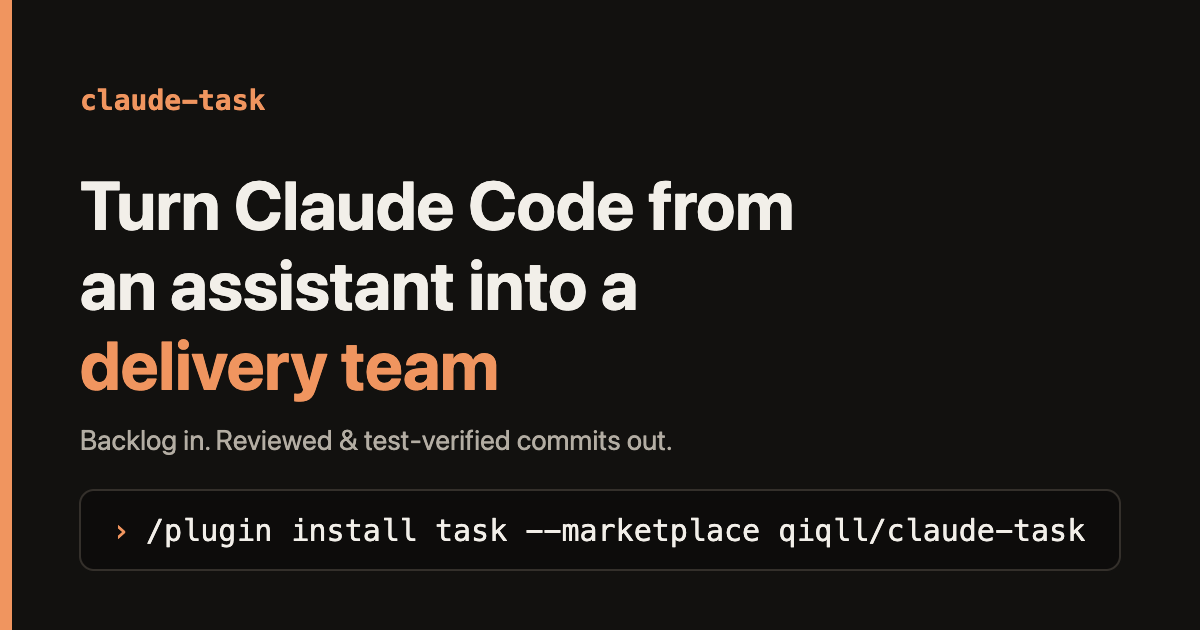 claude-task
Turn Claude Code from
an assistant into a
delivery team
Backlog in. Reviewed & test-verified commits out.
› /plugin install task --marketplace qiqll/claude-task